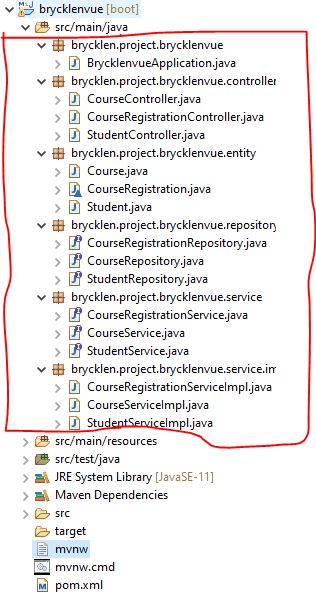 brycklenvue [boot]
src/main/java
brycklen.project.brycklenvue
BrycklenvueApplication.java
brycklen.project.brycklenvue.controller
CourseController.java
CourseRegistrationController.java
StudentController.java
brycklen.project.brycklenvue.entity
Course.java
CourseRegistration.java
Student.java
brycklen.project.brycklenvue.repository
CourseRegistrationRepository.java
CourseRepository.java
StudentRepository.java
brycklen.project.brycklenvue.service
CourseRegistrationService.java
CourseService.java
StudentService.java
brycklen.project.brycklenvue.service.im
CourseRegistrationServiceImpl.java
CourseServiceImpl.java
StudentServiceImpl.java
src/main/resources
src/test/java
JRE System Library [JavaSE-11]
Maven Dependencies
src
target
mvnw
mvnw.cmd
pom.xml